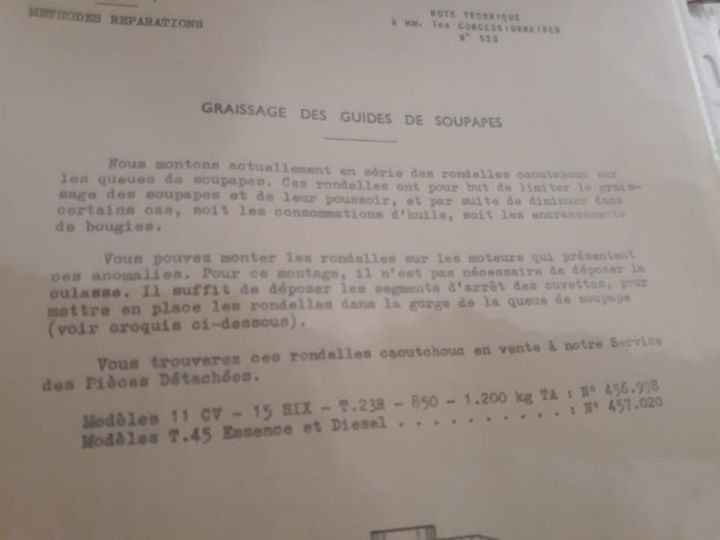 METHODES REPARATIONS
NOTE TECHNIQUE
à MM. les CONCESSIONNAIRES
N° 523
GRAISSAGE DES GUIDES DE SOUPAPES
Nous montons actuellement en série des rondelles caoutchouc sur
les queues de soupapes. Ces rondelles ont pour but de limiter le grais-
sage des soupapes et de leur poussoir, et par suite de diminuer dans
certains cas, soit les consommations d'huile, soit les encrassements
de bougies.
Vous pouvez monter les rondelles sur les moteurs qui présentent
ces anomalies. Pour ce montage, il n'est pas nécessaire de déposer la
culasse. Il suffit de déposer les segments d'arrêt des cuvettes, pour
mettre en place les rondelles dans la gorge de la queue de soupape
(voir croquis ci-dessous).
Vous trouverez ces rondelles caoutchouc en vente à notre Service
des Pièces Détachées.
Modèles 11 CV - 15 SIX - T.23R - 850 - 1.200 kg TA : N° 456.998
Modèles T.45 Essence et Diesel . . . . . . . . . . : N° 457.020